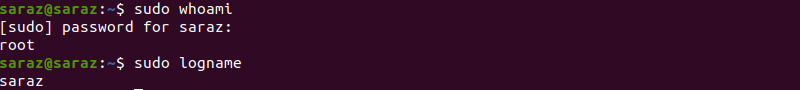 saraz@saraz:~$ sudo whoami
[sudo] password for saraz:
root
saraz@saraz:~$ sudo logname
saraz